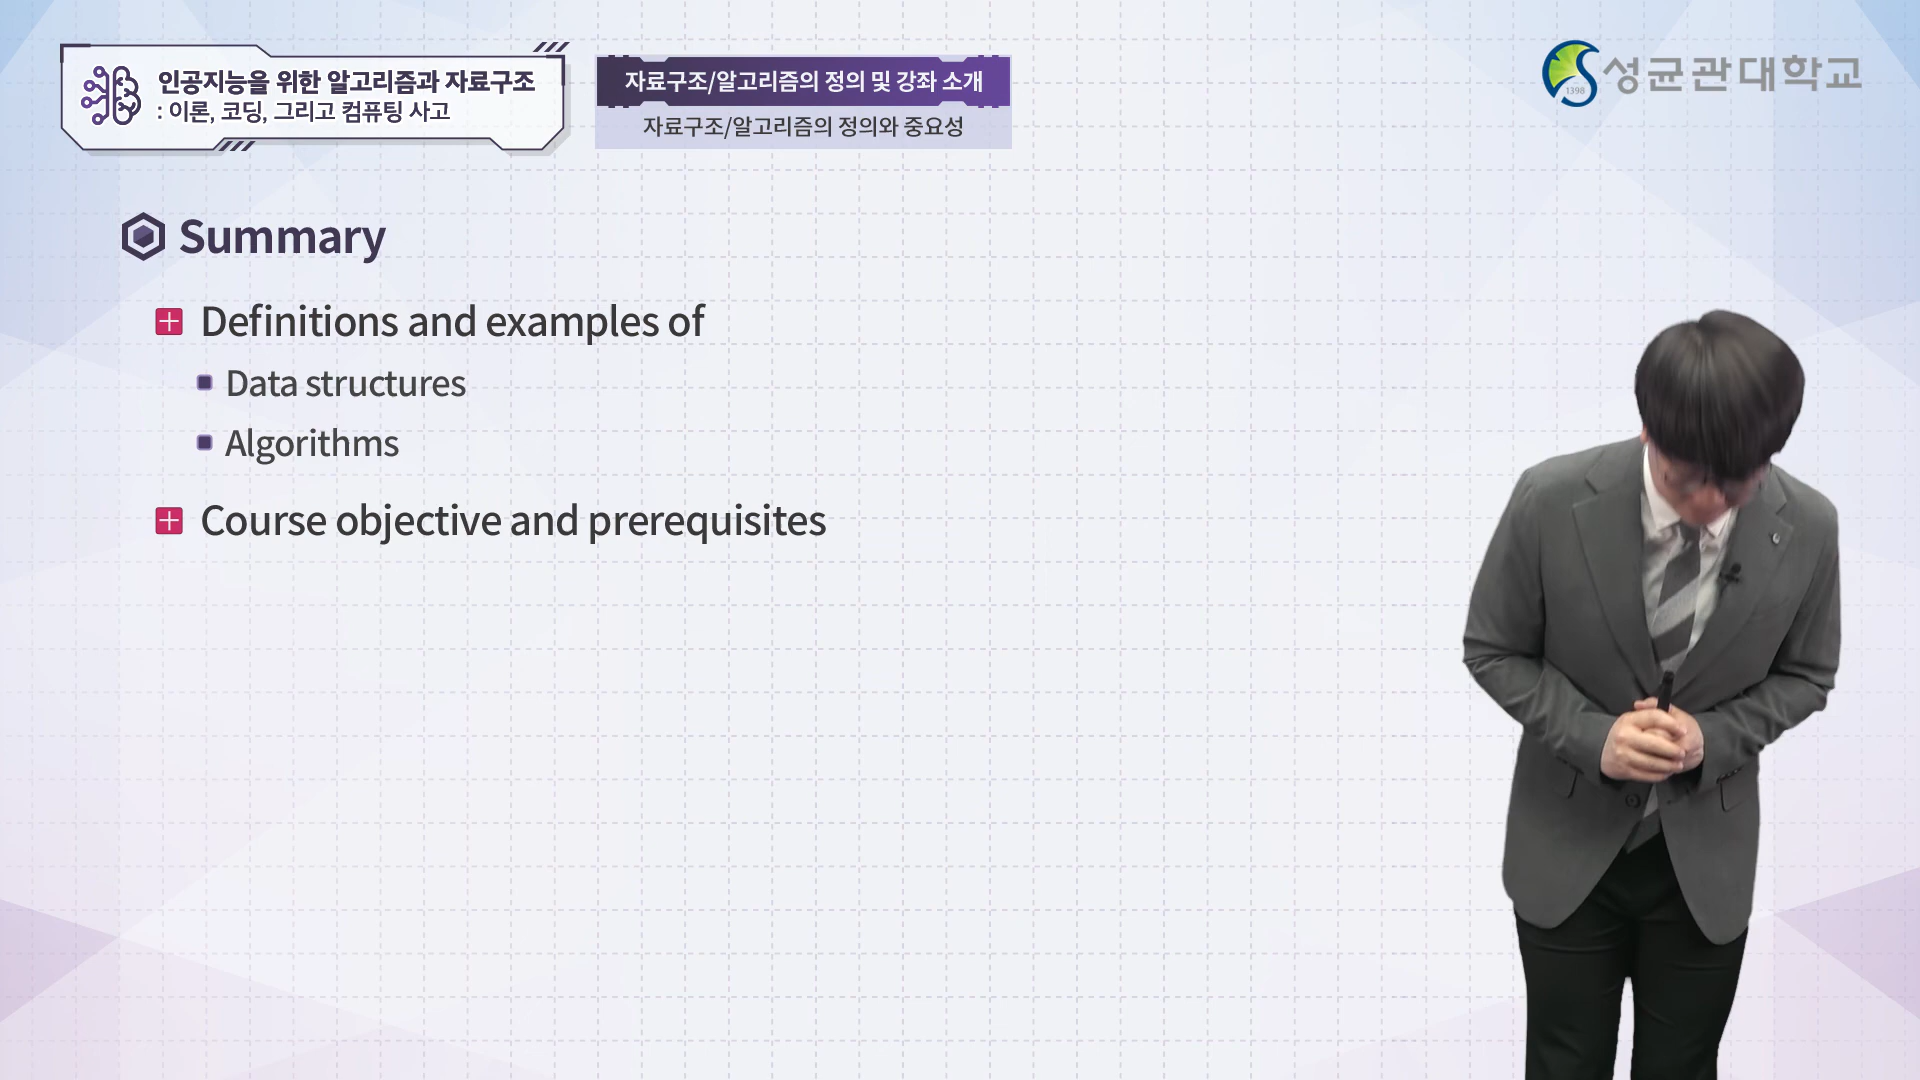 인공지능을 위한 알고리즘과 자료구조
: 이론, 코딩, 그리고 컴퓨팅 사고
자료구조/알고리즘의 정의 및 강좌 소개
자료구조/알고리즘의 정의와 중요성
1398
성균관대학교
Summary
Definitions and examples of
Data structures
Algorithms
Course objective and prerequisites